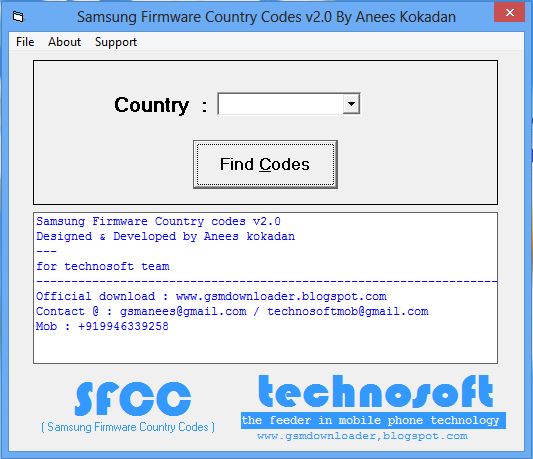 Samsung Firmware Country Codes v2.0 By Anees Kokadan
File About Support
Country :
Find Codes
Samsung Firmware Country codes v2.0
Designed & Developed by Anees kokadan
---
for technosoft team
------------------------------------------------------------------
Official download : www.gsmdownloader.blogspot.com
Contact @ : gsmanees@gmail.com / technosoftmob@gmail.com
Mob : +919946339258
SFCC
( Samsung Firmware Country Codes )
technosoft
the feeder in mobile phone technology
www.gsmdownloader,blogspot.com